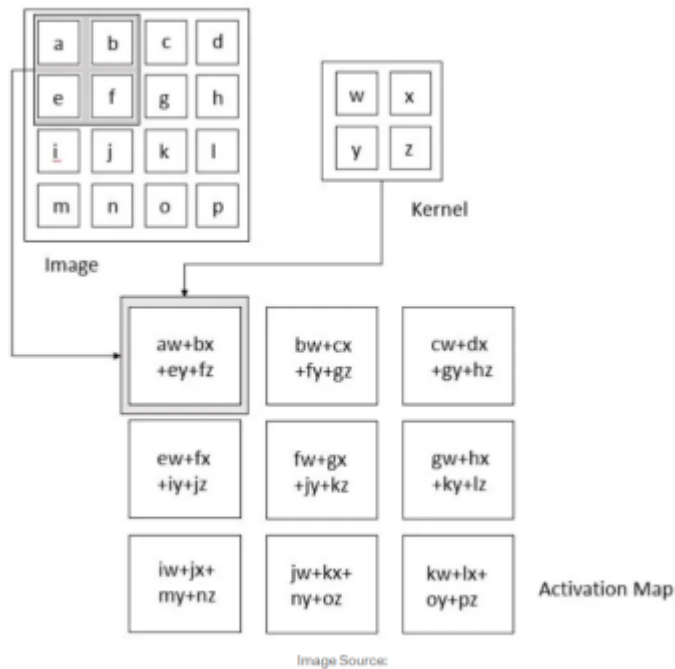 a b c d
e f g h
i j k l
m n o p
Image
w x
y z
Kernel
aw+bx
+ey+fz
bw+cx
+fy+gz
cw+dx
+gy+hz
ew+fx
+iy+jz
fw+gx
+jy+kz
gw+hx
+ky+lz
iw+jx+
my+nz
jw+kx+
ny+oz
kw+lx+
oy+pz
Activation Map
Image Source: